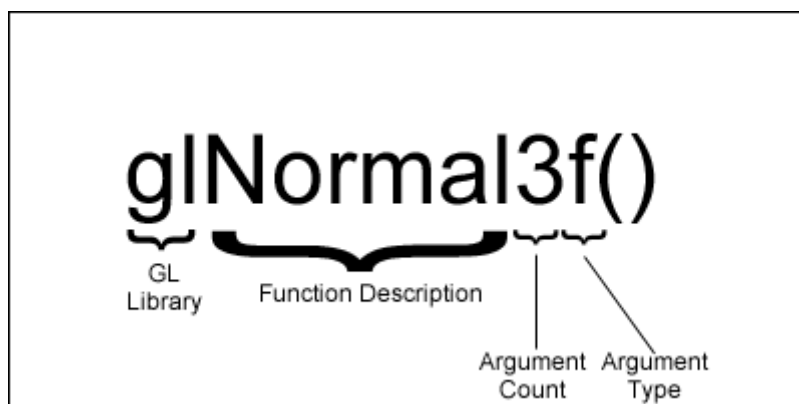 glNormal3f()
GL
Library
Function Description
Argument
Count
Argument
Type